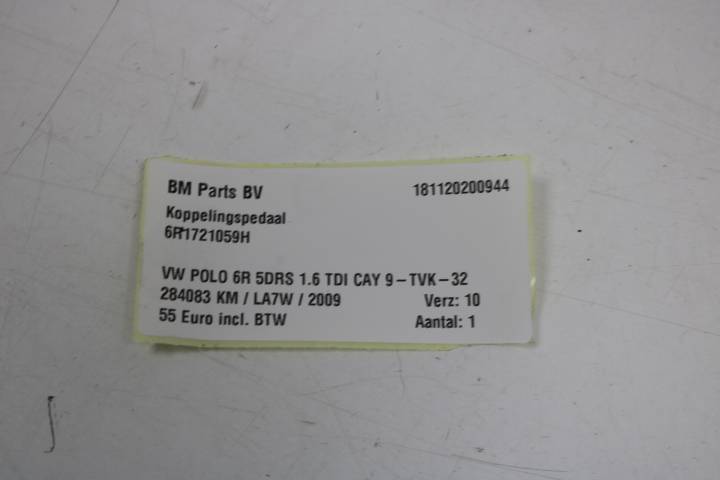 BM Parts BV 181120200944
Koppelingspedaal
6R1721059H
VW POLO 6R 5DRS 1.6 TDI CAY 9-TVK-32
284083 KM / LA7W / 2009 Verz: 10
55 Euro incl. BTW Aantal: 1